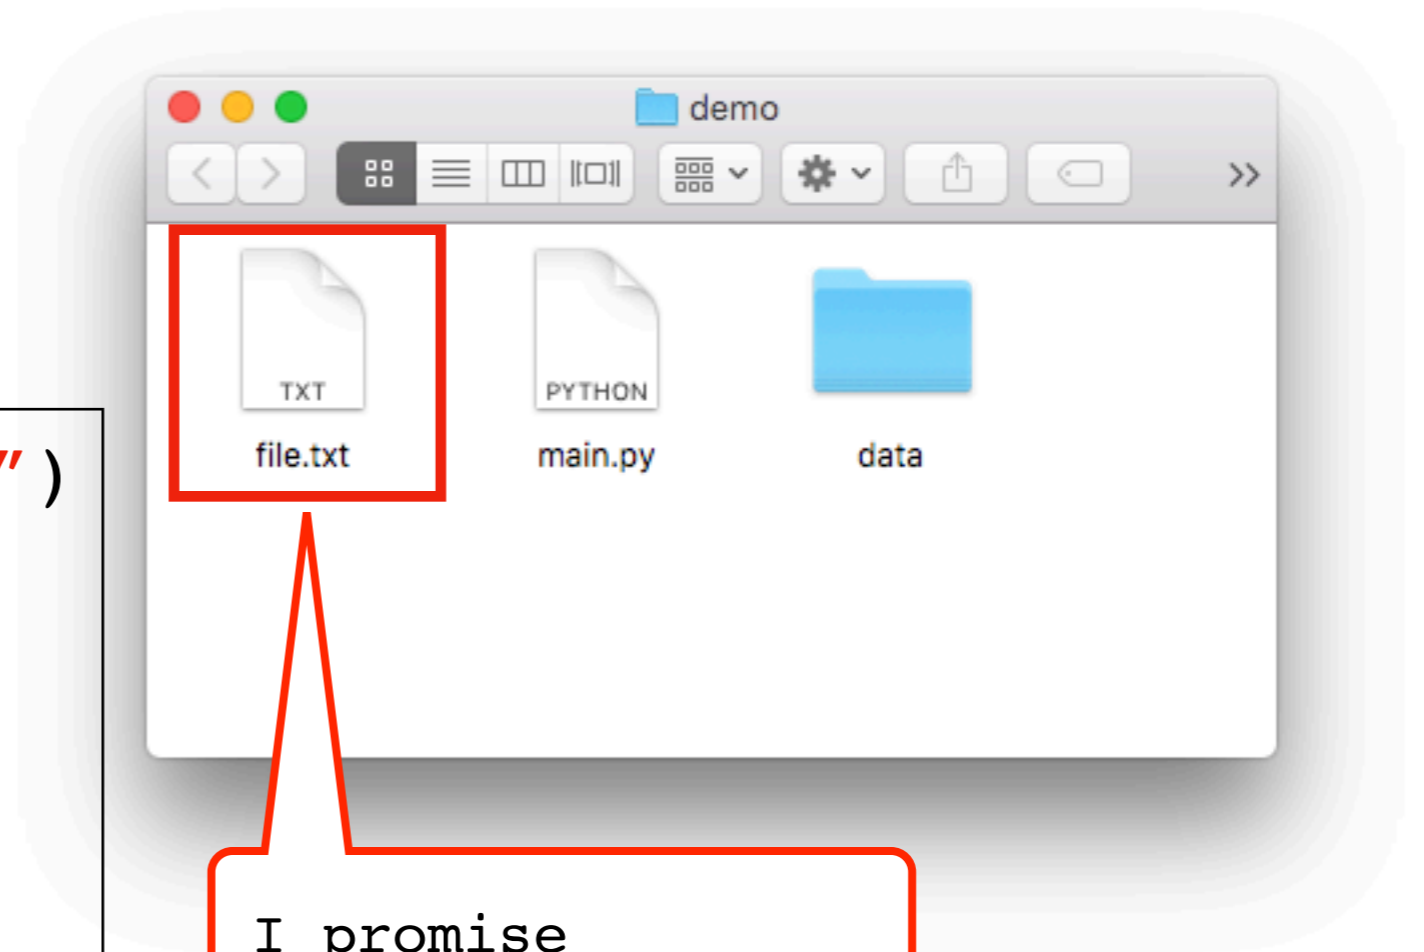 demo
TXT
PYTHON
file.txt
main.py
data
")
I promise